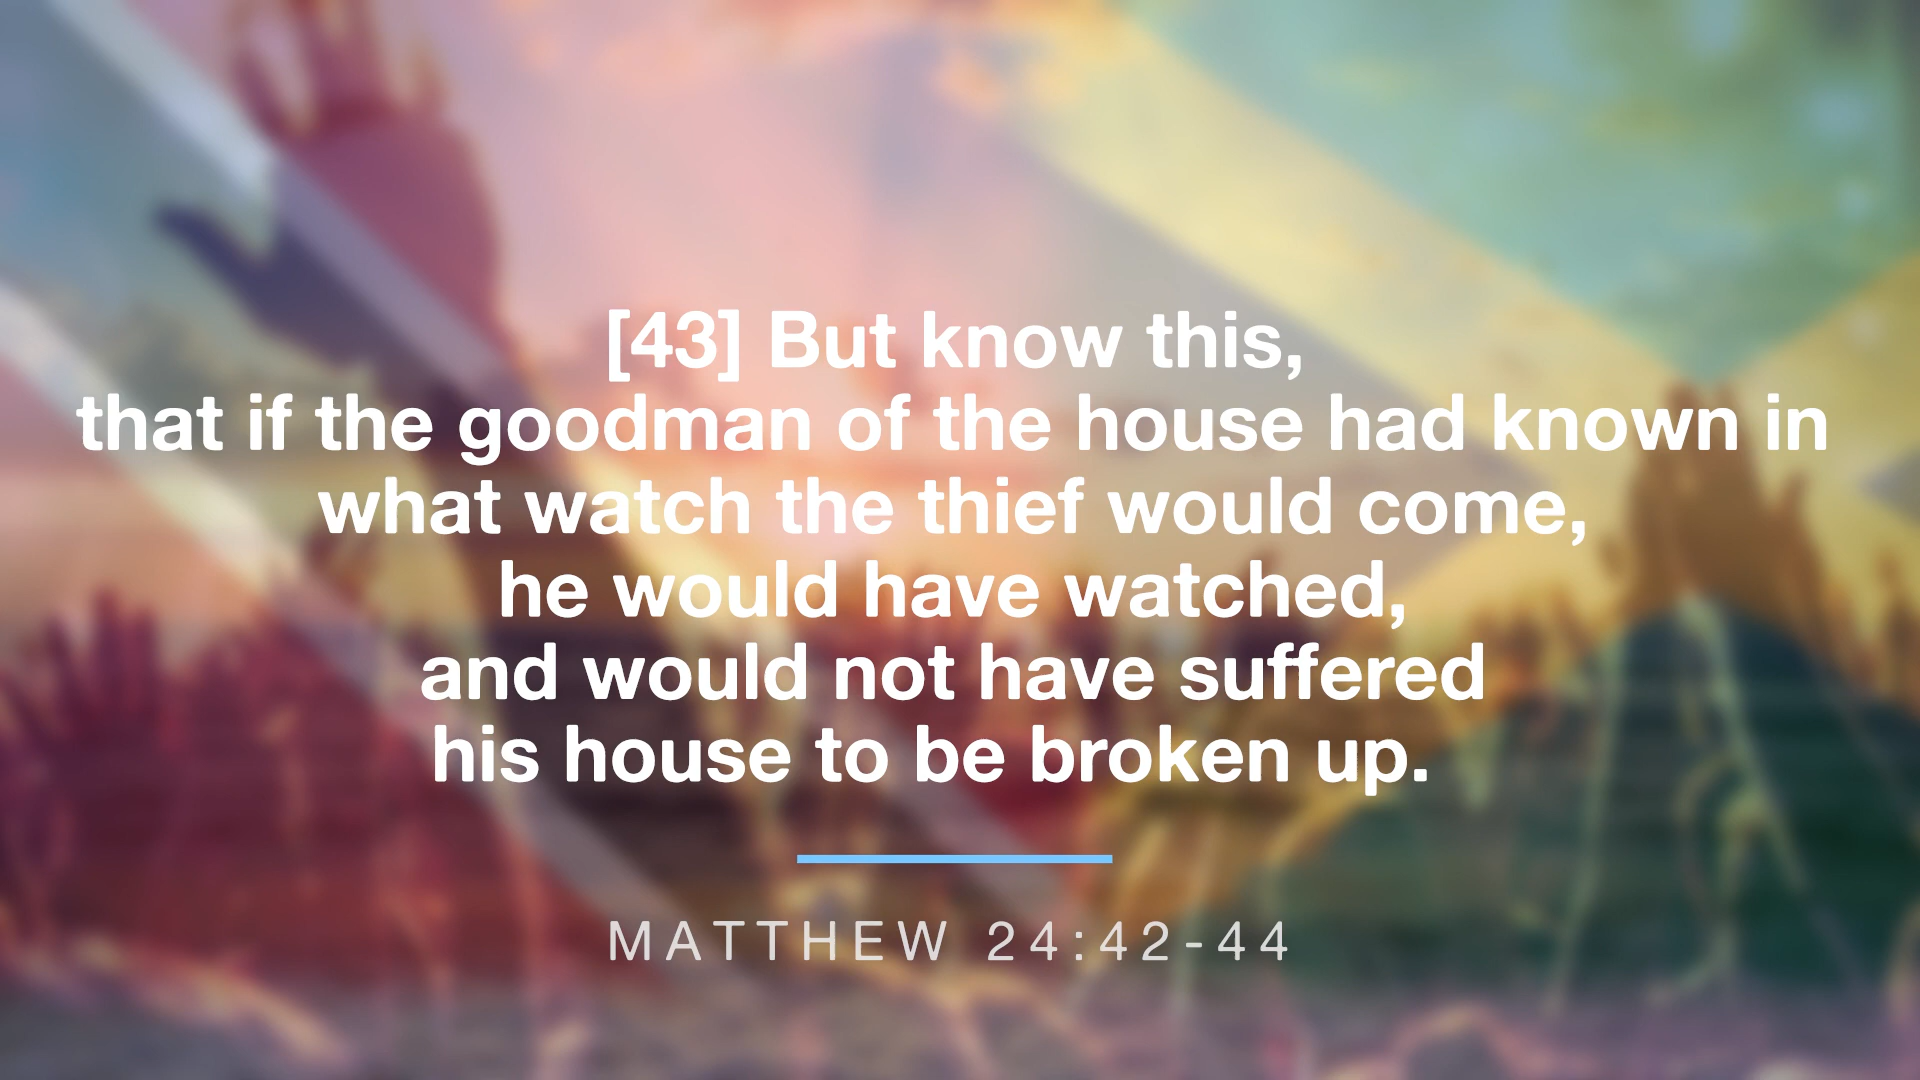 [43] But know this,
that if the goodman of the house had known in
what watch the thief would come,
he would have watched,
and would not have suffered
his house to be broken up.
MATTHEW 24:42-44